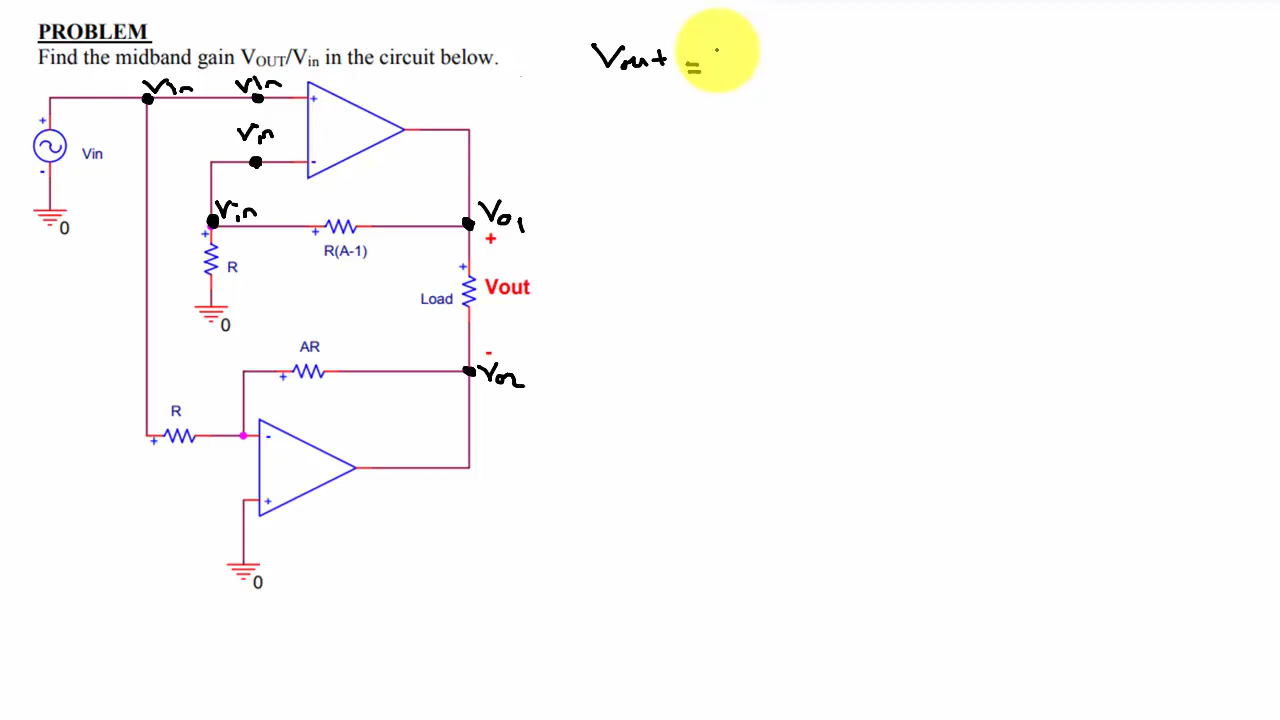 PROBLEM
Find the midband gain VOUT/Vin in the circuit below.
Vout =
Vin
Vin
+
+
Vin
Vin
-
-
0
Vin
Vo1
+
+
R
R(A-1)
+
+
Load
Vout
0
AR
-
+
Vo2
R
+
-
+
0